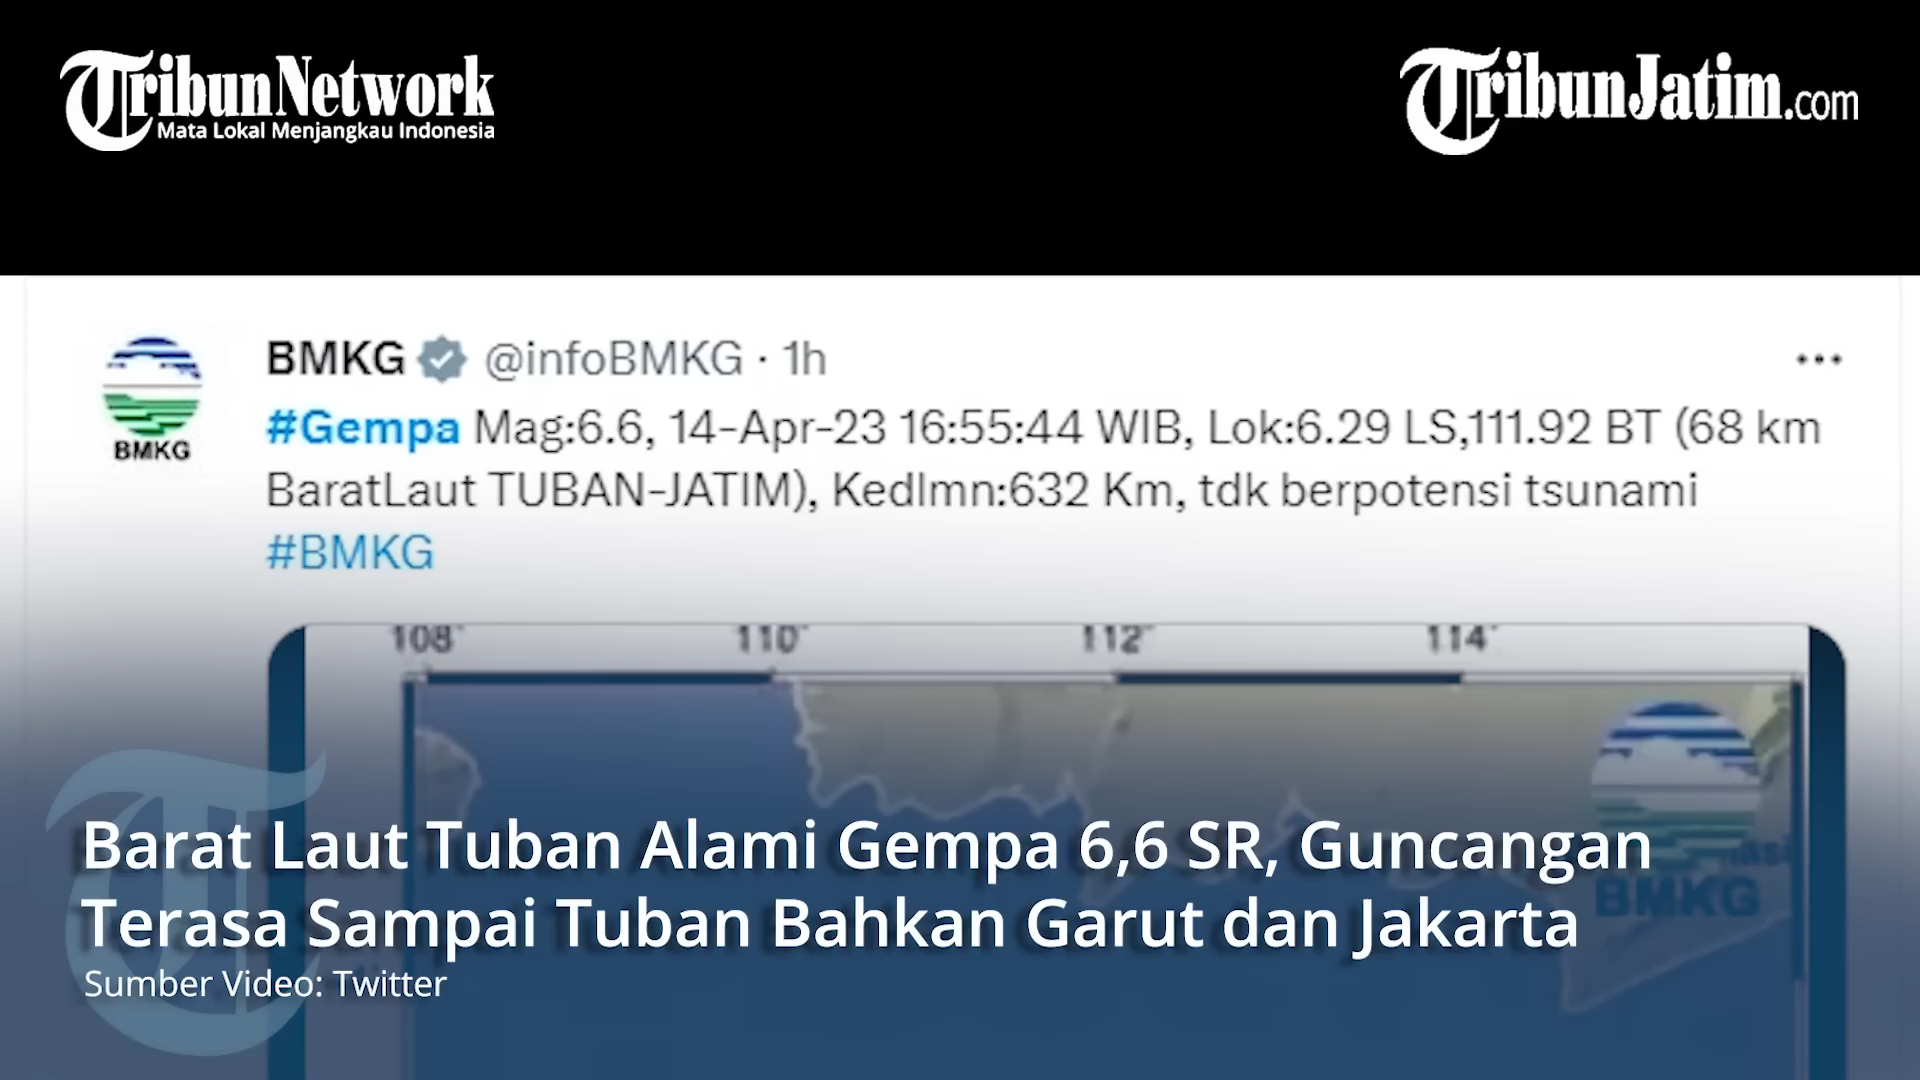 TribunNetwork
Mata Lokal Menjangkau Indonesia
TribunJatim.com
BMKG @infoBMKG · 1h
BMKG
#Gempa Mag:6.6, 14-Apr-23 16:55:44 WIB, Lok:6.29 LS,111.92 BT (68 km
BaratLaut TUBAN-JATIM), Kedlmn:632 Km, tdk berpotensi tsunami
#BMKG
108° 110° 112° 114°
BMKG
Barat Laut Tuban Alami Gempa 6,6 SR, Guncangan
Terasa Sampai Tuban Bahkan Garut dan Jakarta
Sumber Video: Twitter